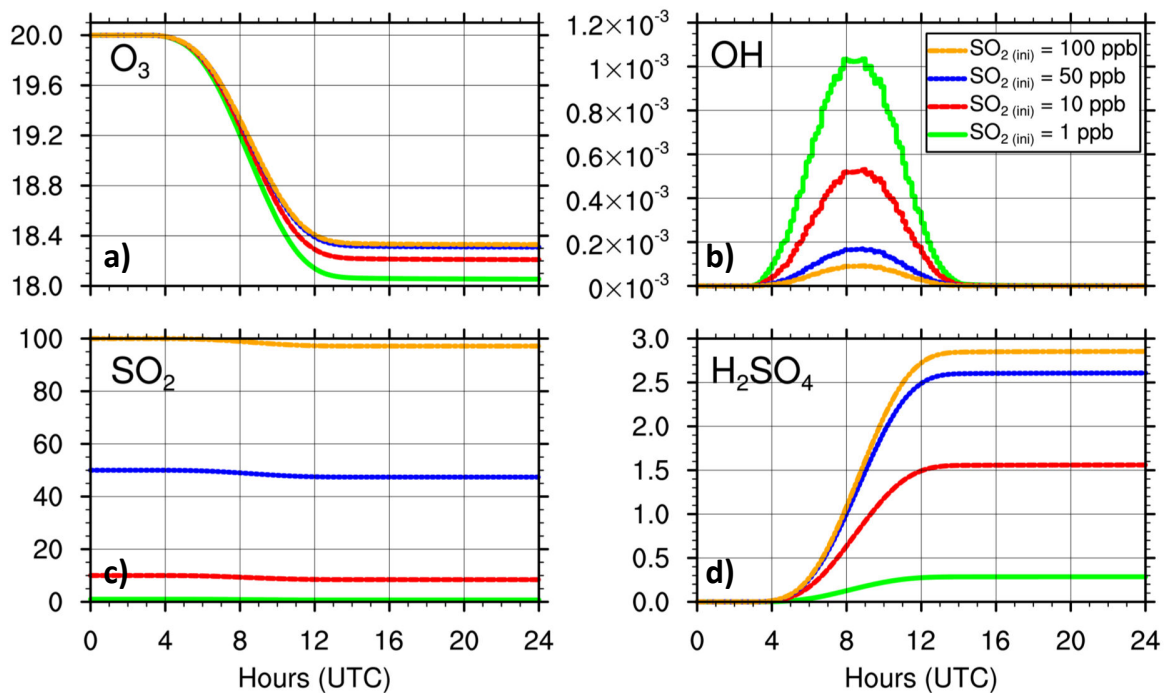 20.0
19.6
19.2
18.8
18.4
18.0
O₃
a)
1.2×10⁻³
1×10⁻³
0.8×10⁻³
0.6×10⁻³
0.4×10⁻³
0.2×10⁻³
0×10⁻³
OH
b)
SO₂ (ini) = 100 ppb
SO₂ (ini) = 50 ppb
SO₂ (ini) = 10 ppb
SO₂ (ini) = 1 ppb
100
80
60
40
20
0
SO₂
c)
0 4 8 12 16 20 24
Hours (UTC)
3.0
2.5
2.0
1.5
1.0
0.5
0.0
H₂SO₄
d)
0 4 8 12 16 20 24
Hours (UTC)